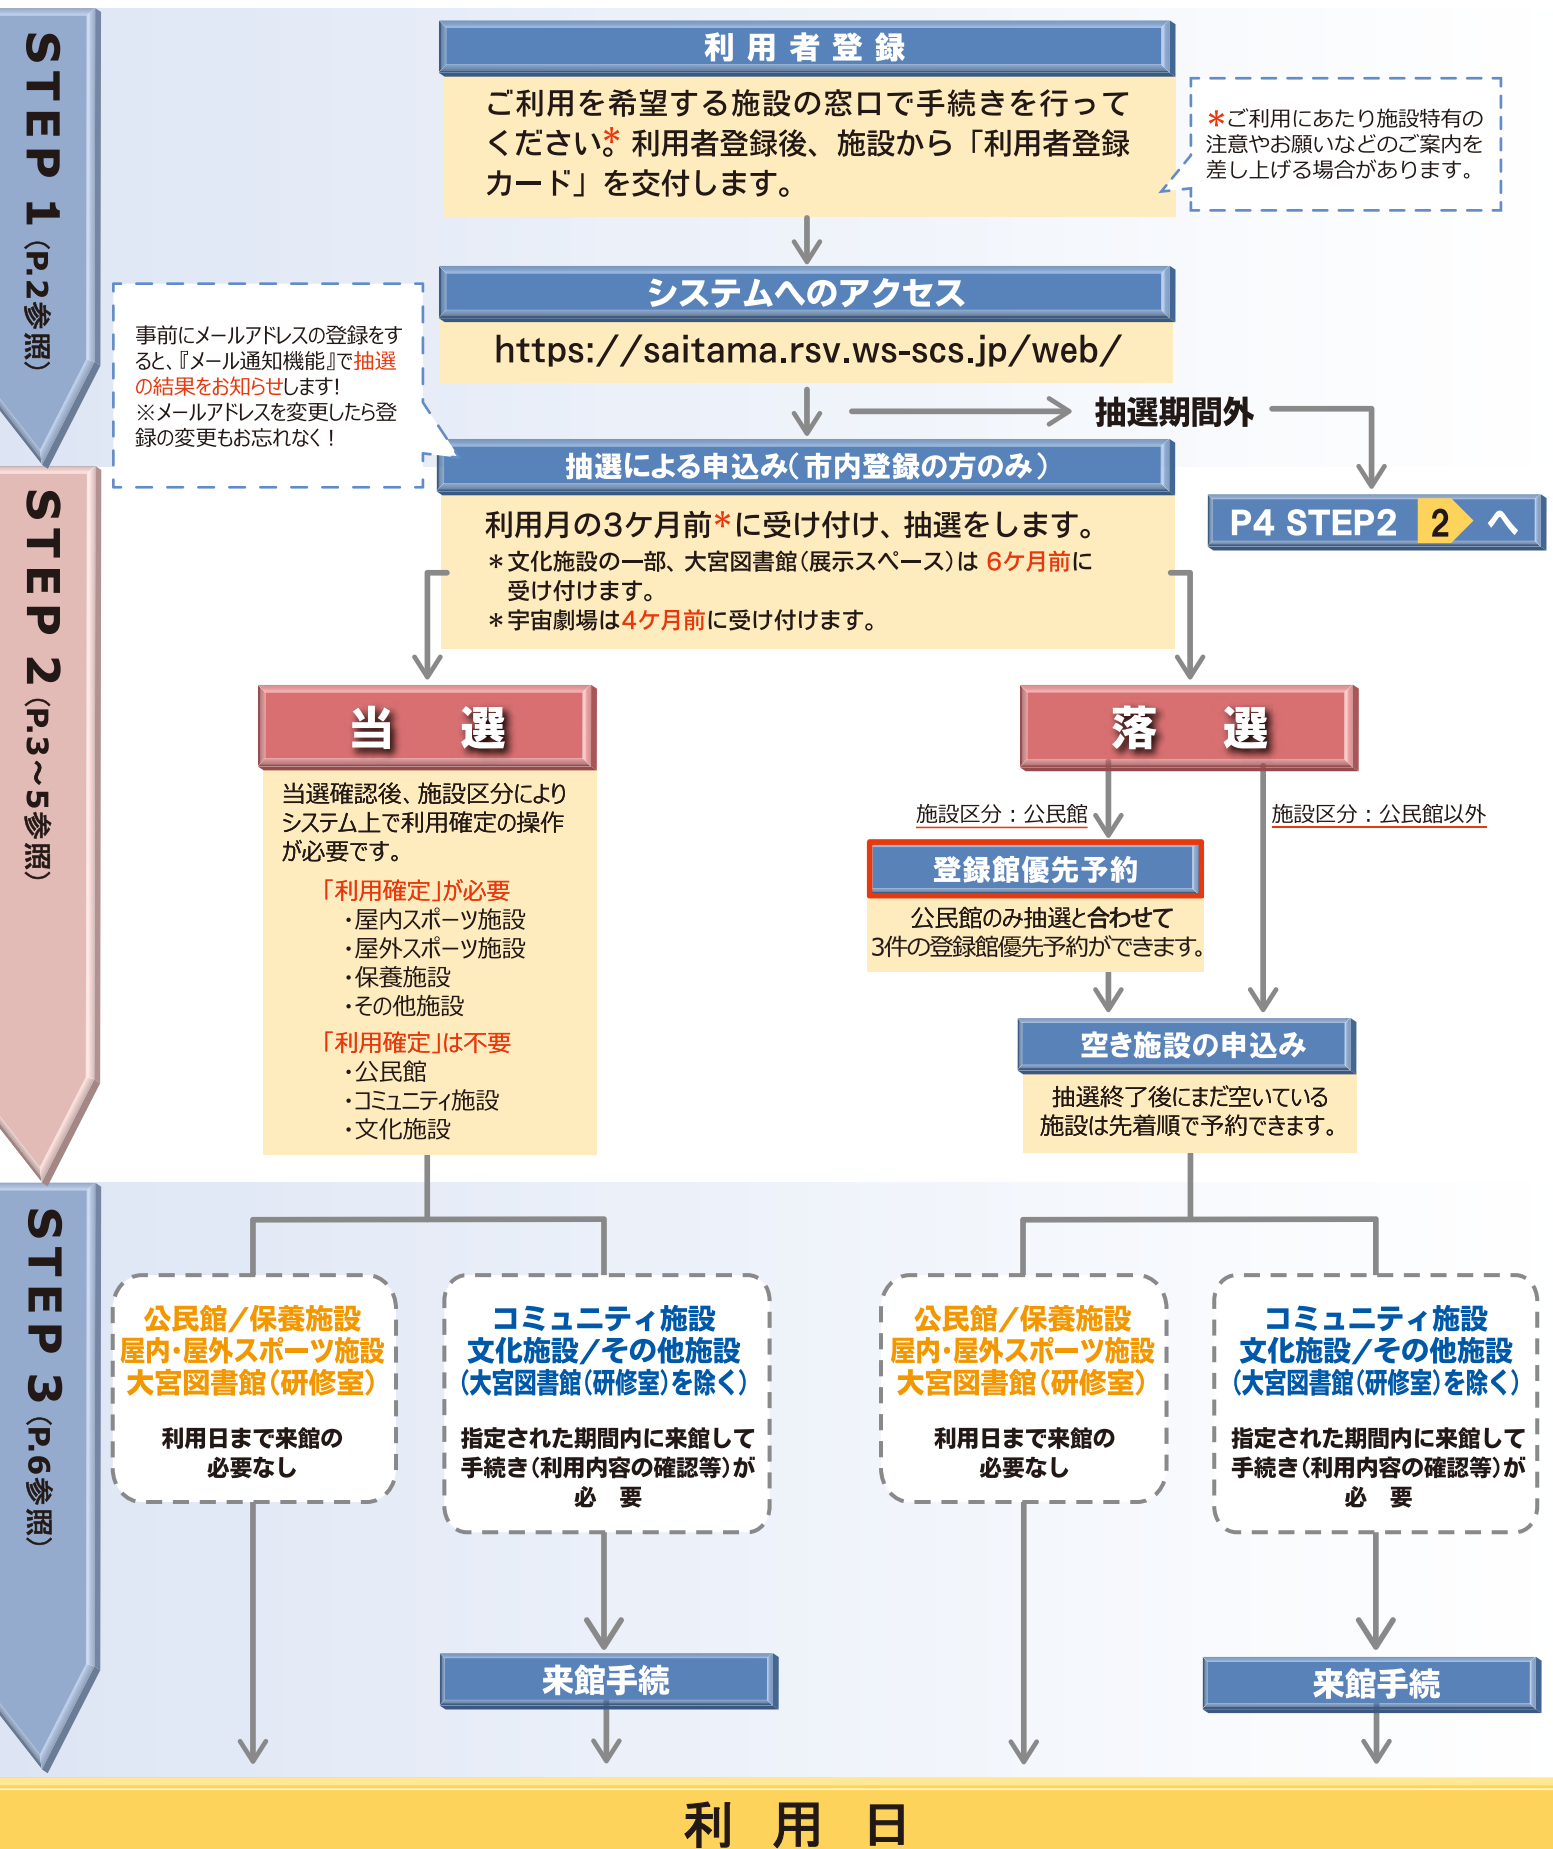 STEP 1（P.2参照）
利用者登録
ご利用を希望する施設の窓口で手続きを行って
ください。* 利用者登録後、施設から「利用者登録
カード」を交付します。
*ご利用にあたり施設特有の
注意やお願いなどのご案内を
差し上げる場合があります。
システムへのアクセス
https://saitama.rsv.ws-scs.jp/web/
事前にメールアドレスの登録をす
ると、『メール通知機能』で抽選
の結果をお知らせします！
※メールアドレスを変更したら登
録の変更もお忘れなく！
抽選期間外
P4 STEP2 2 へ
STEP 2（P.3～5参照）
抽選による申込み（市内登録の方のみ）
利用月の3ケ月前*に受け付け、抽選をします。
*文化施設の一部、大宮図書館（展示スペース）は 6ケ月前に
受け付けます。
*宇宙劇場は4ケ月前に受け付けます。
当　選
当選確認後、施設区分により
システム上で利用確定の操作
が必要です。
「利用確定」が必要
・屋内スポーツ施設
・屋外スポーツ施設
・保養施設
・その他施設
「利用確定」は不要
・公民館
・コミュニティ施設
・文化施設
落　選
施設区分：公民館
施設区分：公民館以外
登録館優先予約
公民館のみ抽選と合わせて
3件の登録館優先予約ができます。
空き施設の申込み
抽選終了後にまだ空いている
施設は先着順で予約できます。
STEP 3（P.6参照）
公民館/保養施設
屋内・屋外スポーツ施設
大宮図書館（研修室）
利用日まで来館の
必要なし
コミュニティ施設
文化施設/その他施設
（大宮図書館（研修室）を除く）
指定された期間内に来館して
手続き（利用内容の確認等）が
必　要
来館手続
公民館/保養施設
屋内・屋外スポーツ施設
大宮図書館（研修室）
利用日まで来館の
必要なし
コミュニティ施設
文化施設/その他施設
（大宮図書館（研修室）を除く）
指定された期間内に来館して
手続き（利用内容の確認等）が
必　要
来館手続
利　用　日